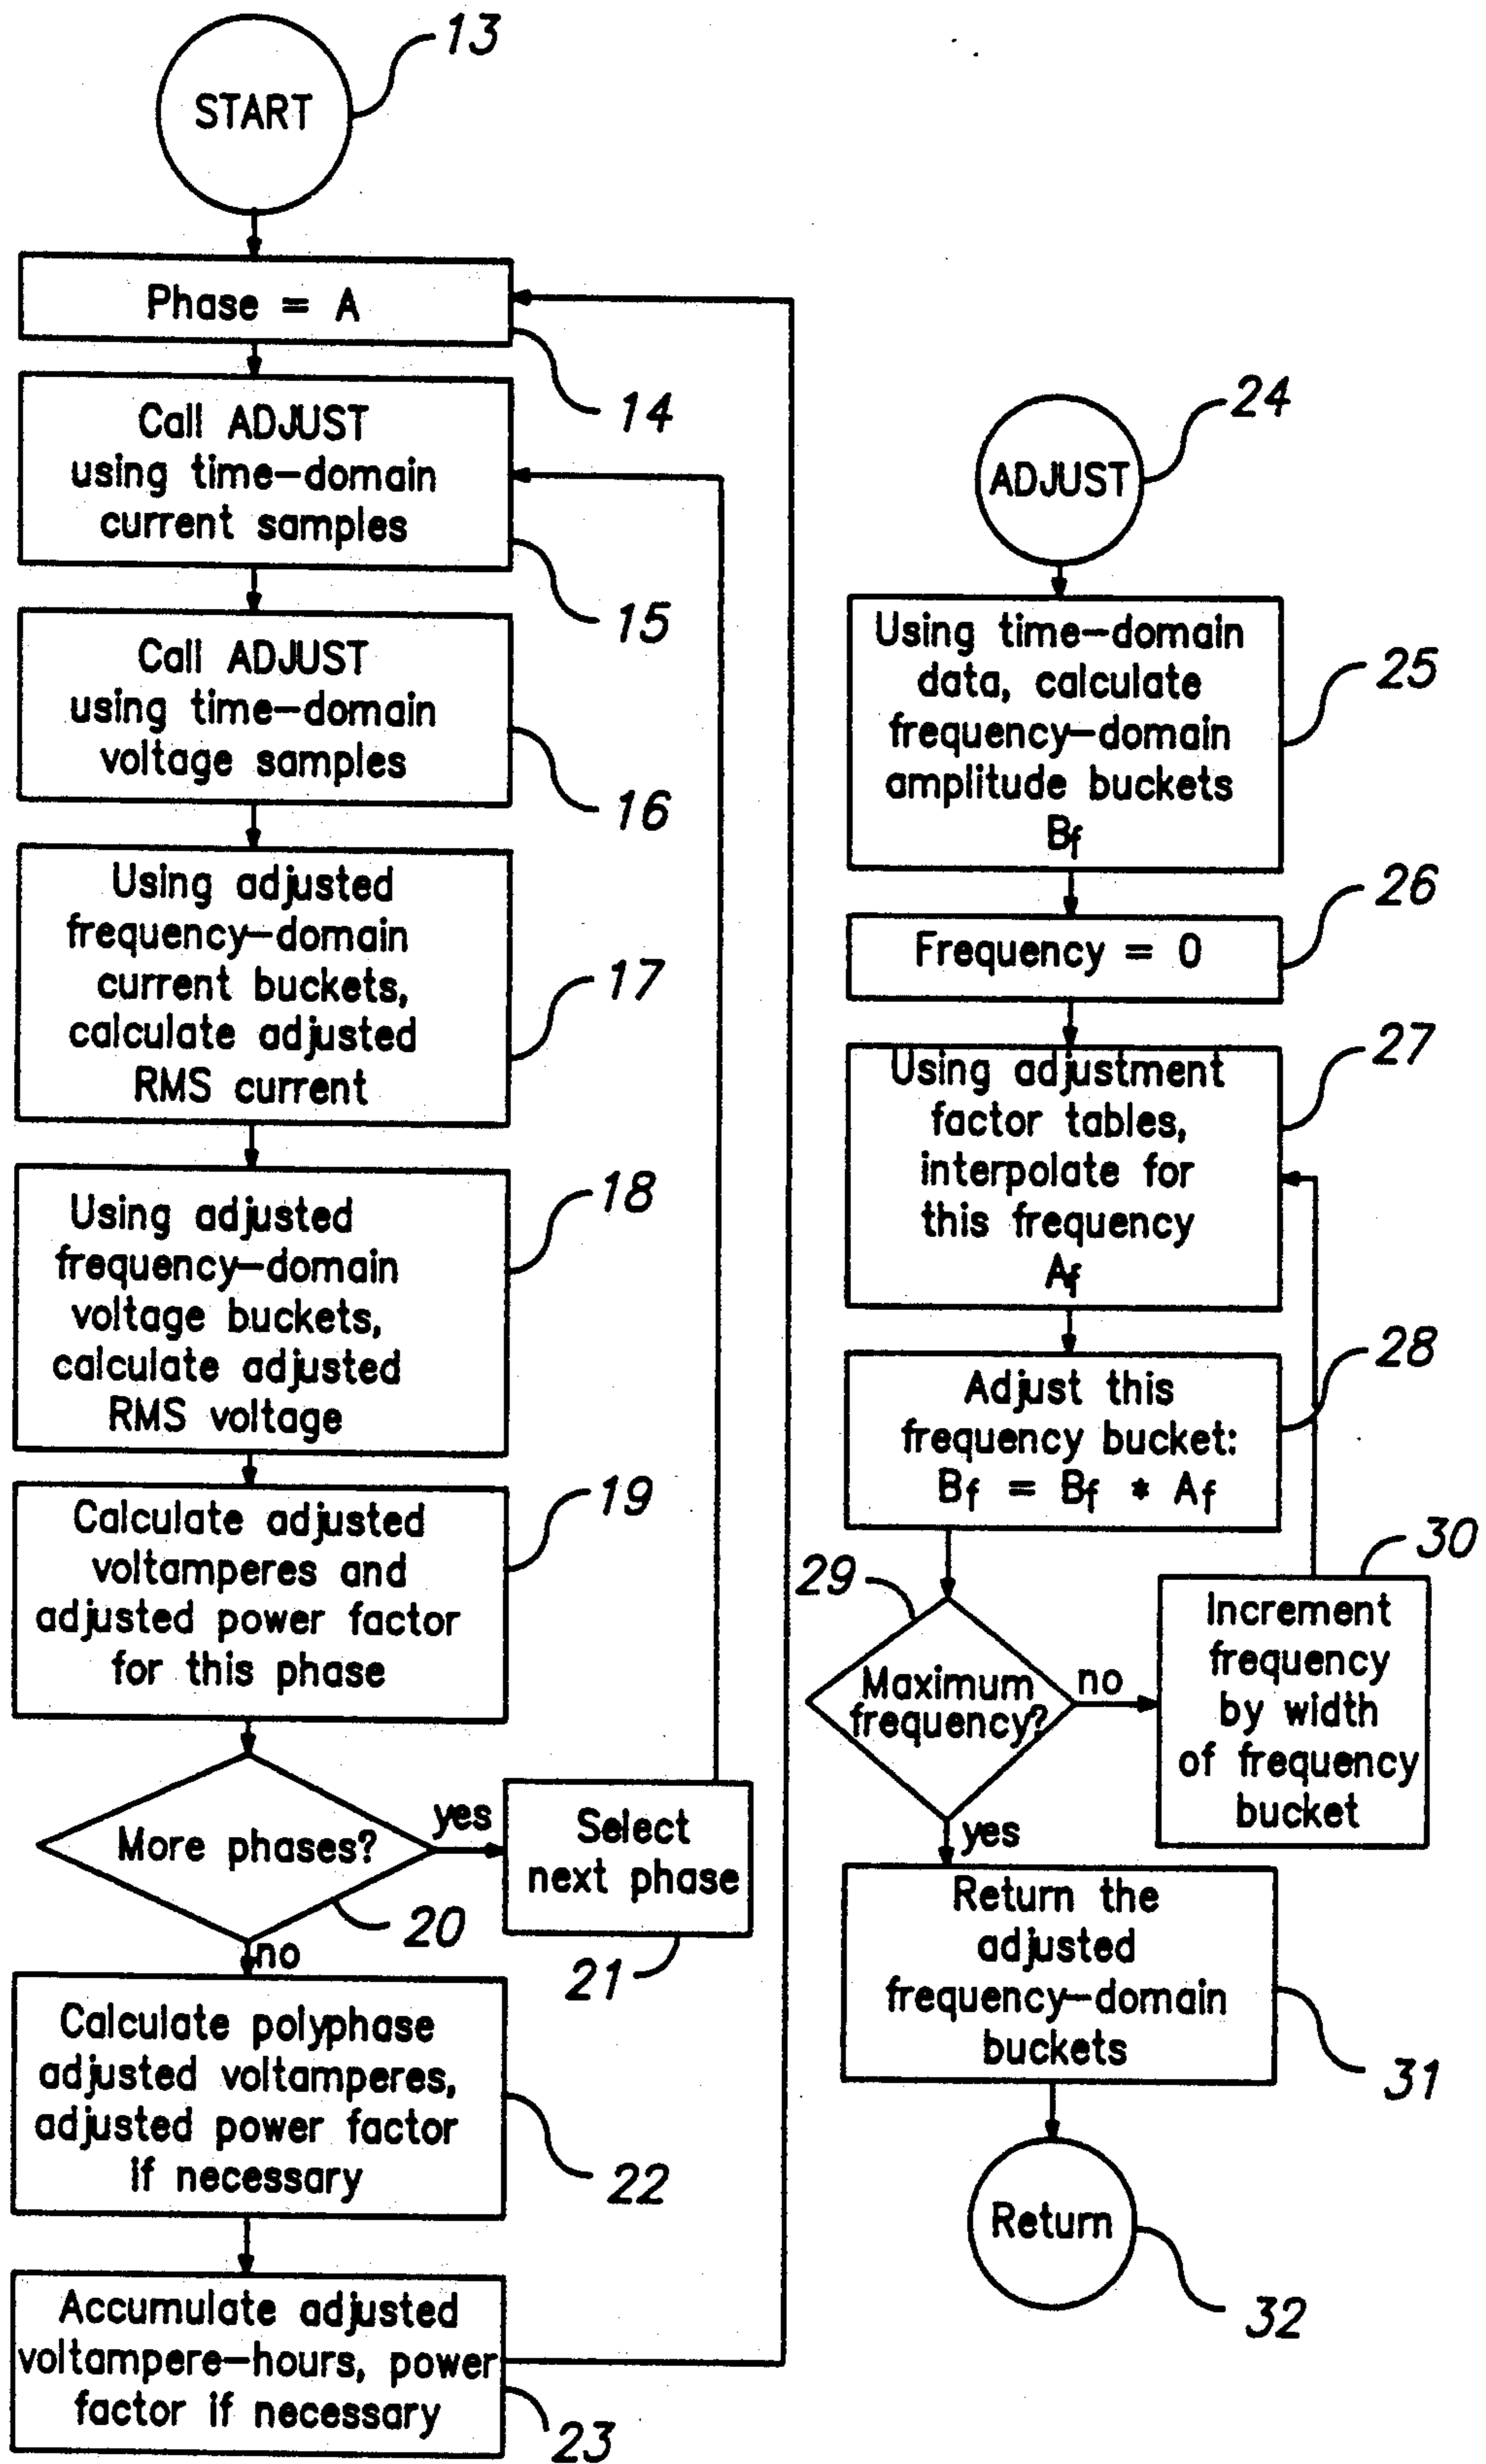 13
START
Phase = A
14
Call ADJUST
using time-domain
current samples
15
Call ADJUST
using time-domain
voltage samples
16
Using adjusted
frequency-domain
current buckets,
calculate adjusted
RMS current
17
Using adjusted
frequency-domain
voltage buckets,
calculate adjusted
RMS voltage
18
Calculate adjusted
voltamperes and
adjusted power factor
for this phase
19
More phases?
20
yes
Select
next phase
21
no
Calculate polyphase
adjusted voltamperes,
adjusted power factor
if necessary
22
Accumulate adjusted
voltampere-hours, power
factor if necessary
23
24
ADJUST
Using time-domain
data, calculate
frequency-domain
amplitude buckets
Bf
25
Frequency = 0
26
Using adjustment
factor tables,
interpolate for
this frequency
Af
27
Adjust this
frequency bucket:
Bf = Bf * Af
28
29
Maximum
frequency?
no
30
Increment
frequency
by width
of frequency
bucket
yes
Return the
adjusted
frequency-domain
buckets
31
Return
32